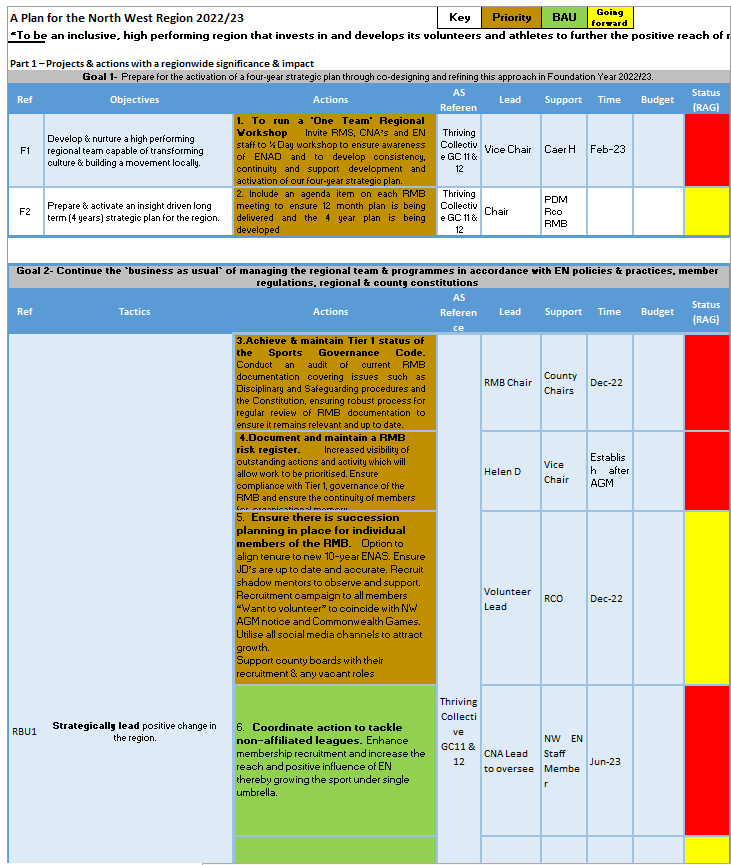 A Plan for the North West Region 2022/23
Key
Priority
BAU
Going
forward
"To be an inclusive, high performing region that invests in and develops its volunteers and athletes to further the positive reach of
Part 1 – Projects & actions with a regionwide significance & impact
Goal 1- Prepare for the activation of a four-year strategic plan through co-designing and refining this approach in Foundation Year 2022/23.
Ref
Objectives
Actions
AS
Referen
Lead
Support
Time
Budget
Status
(RAG)
F1
Develop & nurture a high performing
regional team capable of transforming
culture & building a movement locally.
1. To run a 'One Team' Regional
Workshop Invite RMS, CNA's and EN
staff to ½ Day workshop to ensure awareness
of ENAD and to develop consistency,
continuity and support development and
activation of our four-year strategic plan.
Thriving
Collectiv
e GC 11 &
12
Vice Chair
Caer H
Feb-23
F2
Prepare & activate an insight driven long
term (4 years) strategic plan for the region.
2. Include an agenda item on each RMB
meeting to ensure 12 month plan is being
delivered and the 4 year plan is being
developed
Thriving
Collectiv
e GC 11 &
12
Chair
PDM
Rco
RMB
Goal 2- Continue the 'business as usual' of managing the regional team & programmes in accordance with EN policies & practices, member
regulations, regional & county constitutions
Ref
Tactics
Actions
AS
Referen
ce
Lead
Support
Time
Budget
Status
(RAG)
RBU1
Strategically lead positive change in
the region.
3.Achieve & maintain Tier 1 status of
the Sports Governance Code.
Conduct an audit of current RMB
documentation covering issues such as
Disciplinary and Safeguarding procedures and
the Constitution, ensuring robust process for
regular review of RMB documentation to
ensure it remains relevant and up to date.
RMB Chair
County
Chairs
Dec-22
4.Document and maintain a RMB
risk register. Increased visibility of
outstanding actions and activity which will
allow work to be prioritised. Ensure
compliance with Tier 1, governance of the
RMB and ensure the continuity of members
for organisational memory
Helen D
Vice
Chair
Establis
h after
AGM
5. Ensure there is succession
planning in place for individual
members of the RMB. Option to
align tenure to new 10-year ENAS. Ensure
JD's are up to date and accurate. Recruit
shadow mentors to observe and support.
Recruitment campaign to all members
"Want to volunteer" to coincide with NW
AGM notice and Commonwealth Games.
Utilise all social media channels to attract
growth.
Support county boards with their
recruitment & any vacant roles
Volunteer
Lead
RCO
Dec-22
6. Coordinate action to tackle
non-affiliated leagues. Enhance
membership recruitment and increase the
reach and positive influence of EN
thereby growing the sport under single
umbrella.
Thriving
Collecti
ve
GC11 &
12
CNA Lead
to oversee
NW EN
Staff
Membe
r
Jun-23